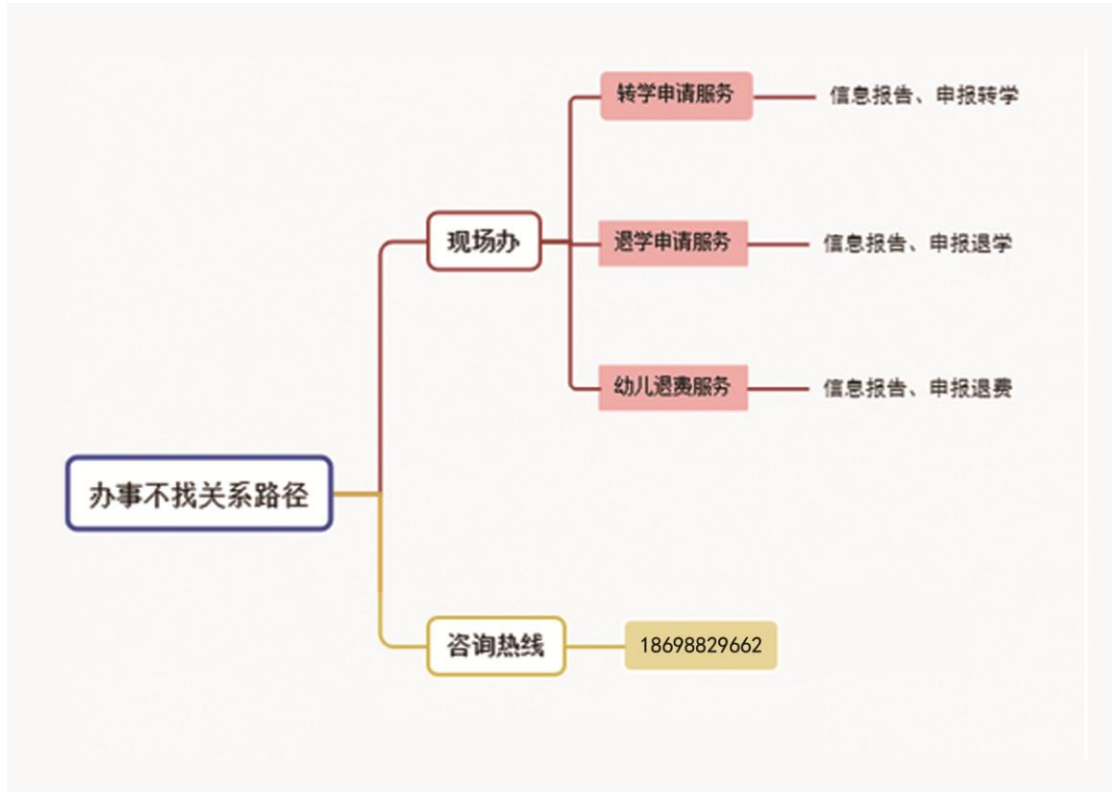 转学申请服务
信息报告、申报转学
现场办
退学申请服务
信息报告、申报退学
幼儿退费服务
信息报告、申报退费
办事不找关系路径
咨询热线
18698829662